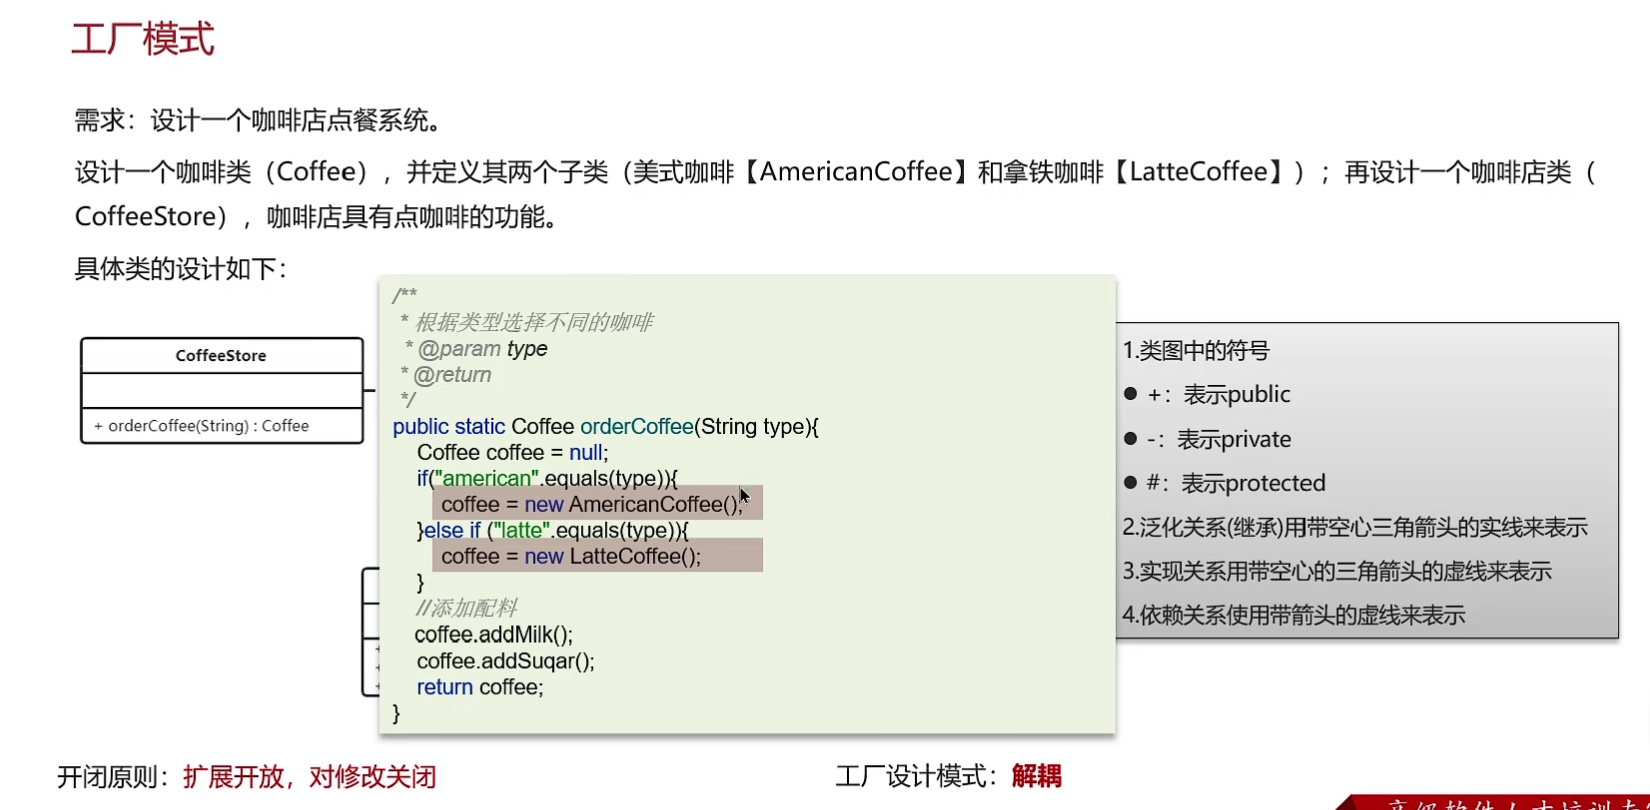 工厂模式
需求：设计一个咖啡店点餐系统。
设计一个咖啡类（Coffee），并定义其两个子类（美式咖啡【AmericanCoffee】和拿铁咖啡【LatteCoffee】）；再设计一个咖啡店类（
CoffeeStore），咖啡店具有点咖啡的功能。
具体类的设计如下：
CoffeeStore
+ orderCoffee(String) : Coffee
/**
* 根据类型选择不同的咖啡
* @param type
* @return
*/
public static Coffee orderCoffee(String type){
Coffee coffee = null;
if("american".equals(type)){
coffee = new AmericanCoffee();
}else if ("latte".equals(type)){
coffee = new LatteCoffee();
}
//添加配料
coffee.addMilk();
coffee.addSuqar();
return coffee;
}
1.类图中的符号
● +：表示public
● -：表示private
● #：表示protected
2.泛化关系(继承)用带空心三角箭头的实线来表示
3.实现关系用带空心的三角箭头的虚线来表示
4.依赖关系使用带箭头的虚线来表示
开闭原则：扩展开放，对修改关闭
工厂设计模式：解耦